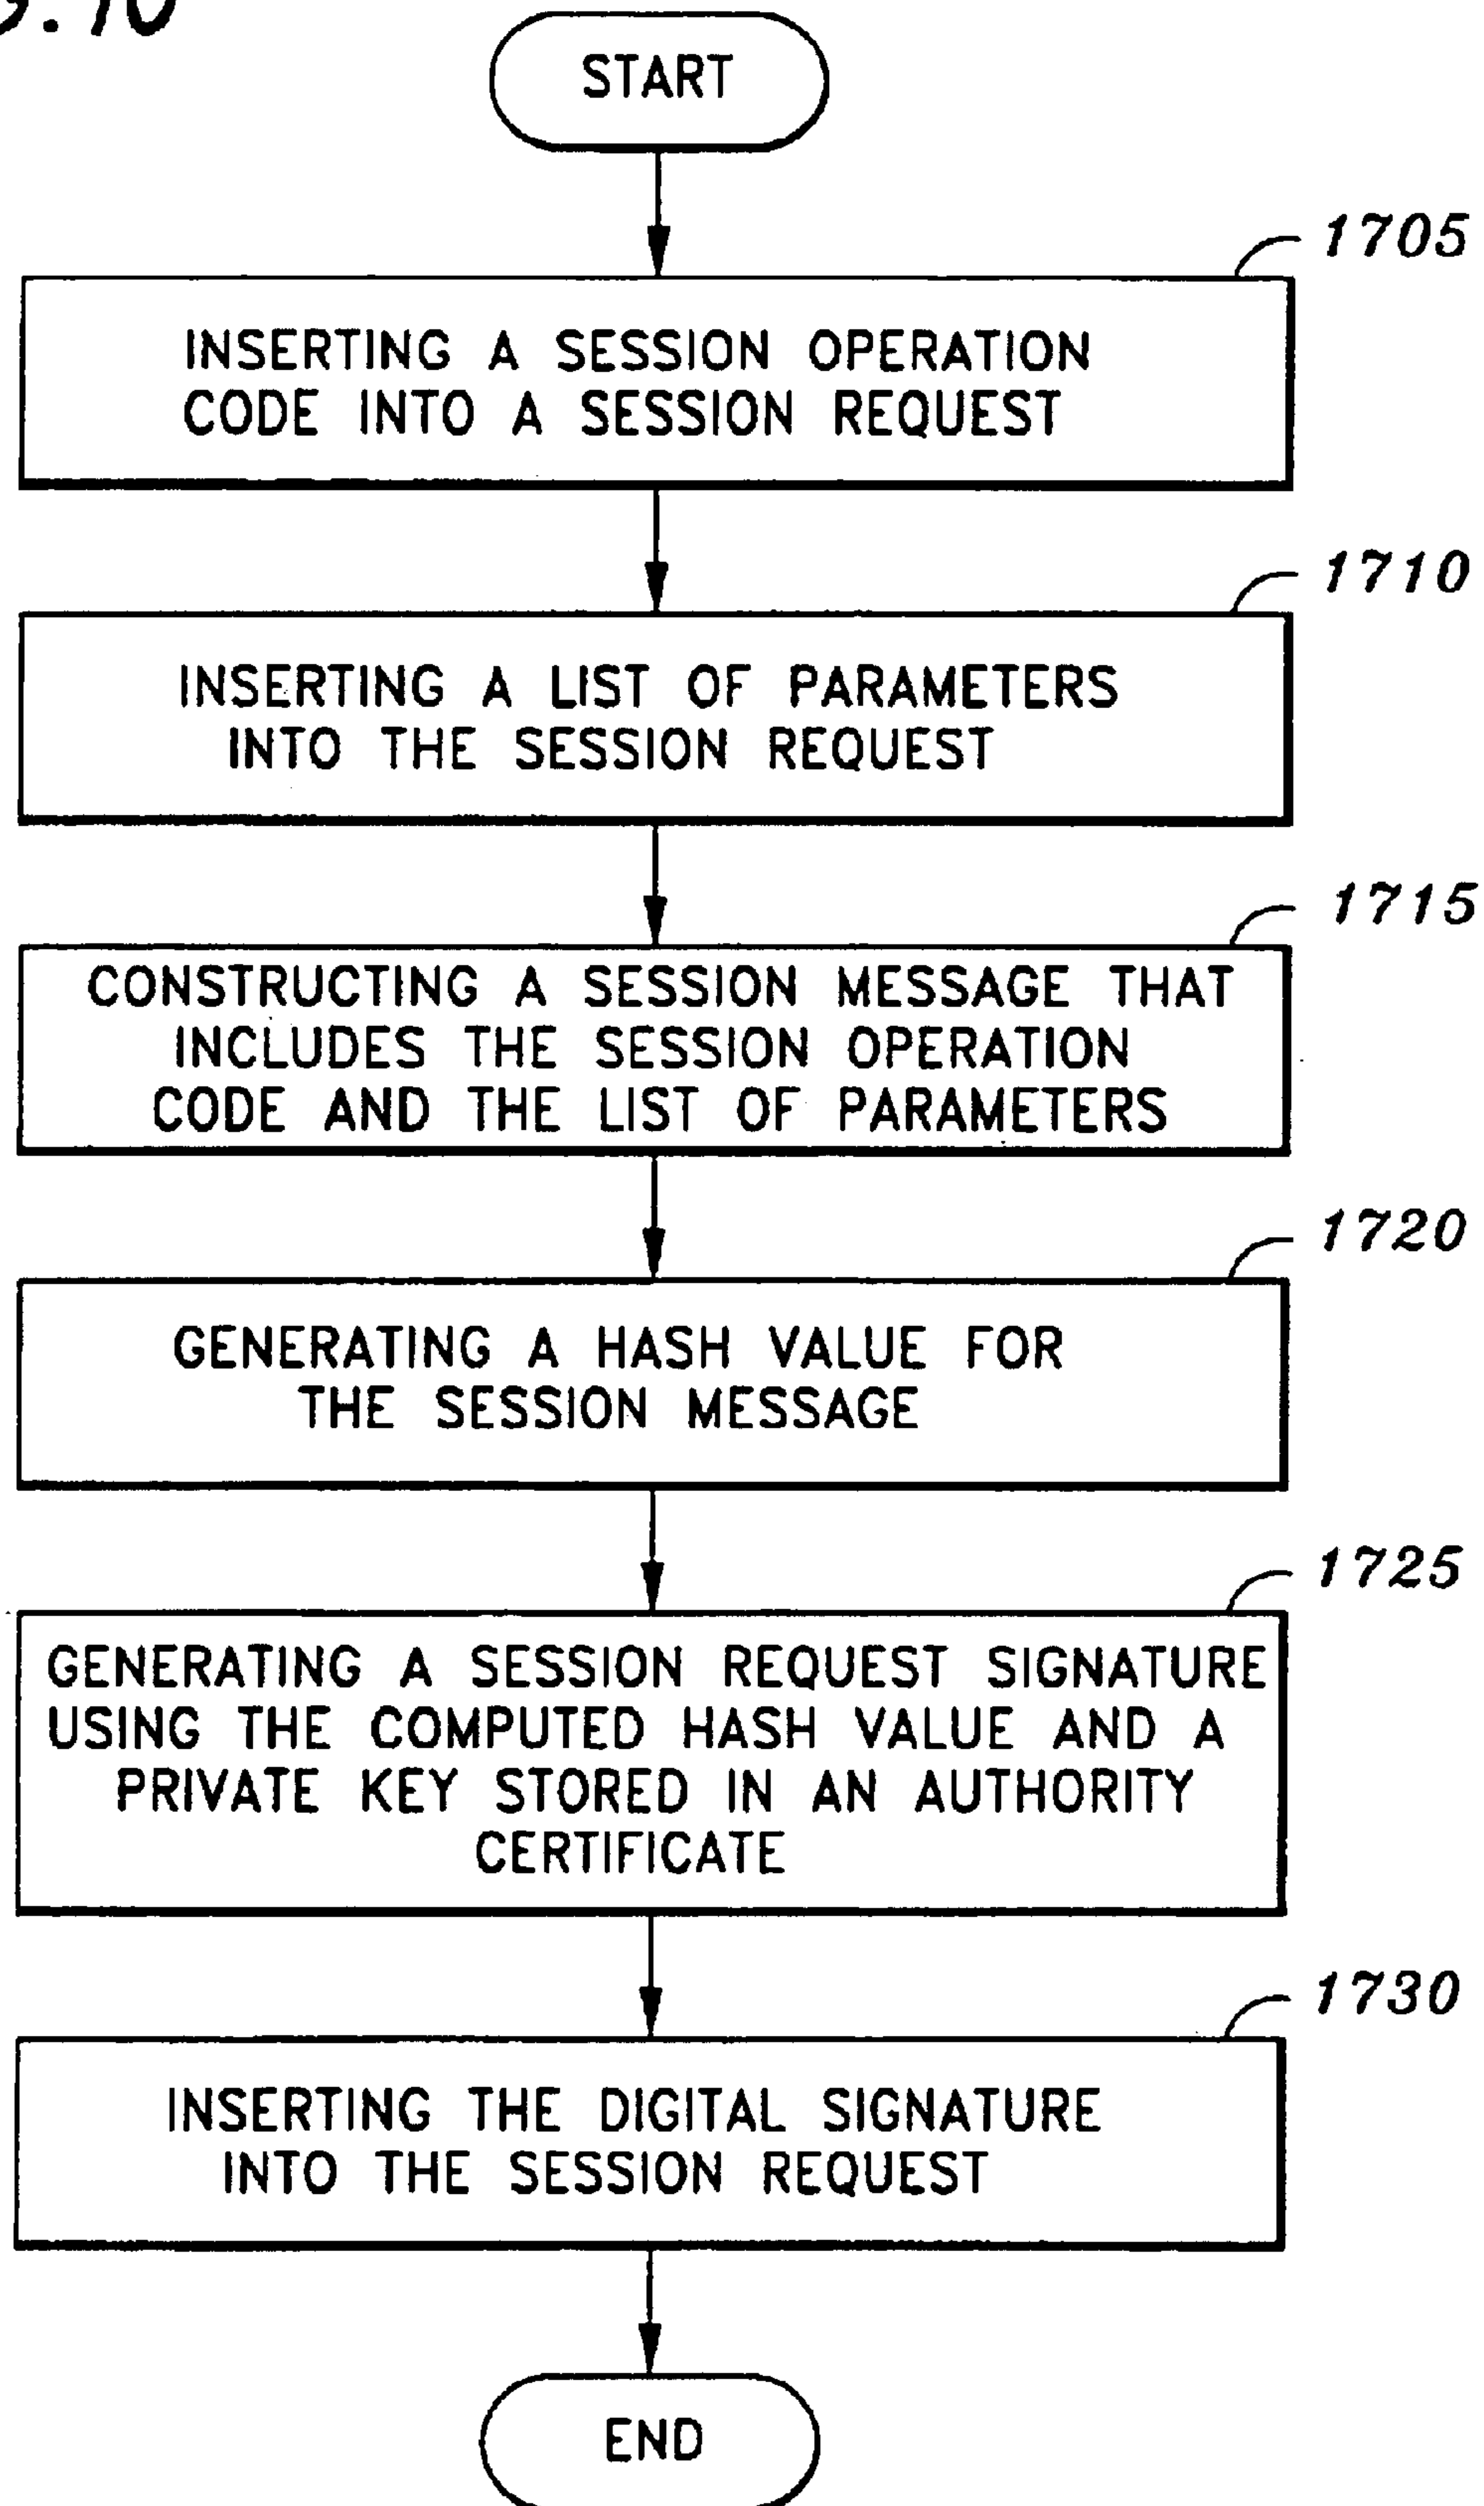 START
1705
INSERTING A SESSION OPERATION
CODE INTO A SESSION REQUEST
1710
INSERTING A LIST OF PARAMETERS
INTO THE SESSION REQUEST
1715
CONSTRUCTING A SESSION MESSAGE THAT
INCLUDES THE SESSION OPERATION
CODE AND THE LIST OF PARAMETERS
1720
GENERATING A HASH VALUE FOR
THE SESSION MESSAGE
1725
GENERATING A SESSION REQUEST SIGNATURE
USING THE COMPUTED HASH VALUE AND A
PRIVATE KEY STORED IN AN AUTHORITY
CERTIFICATE
1730
INSERTING THE DIGITAL SIGNATURE
INTO THE SESSION REQUEST
END